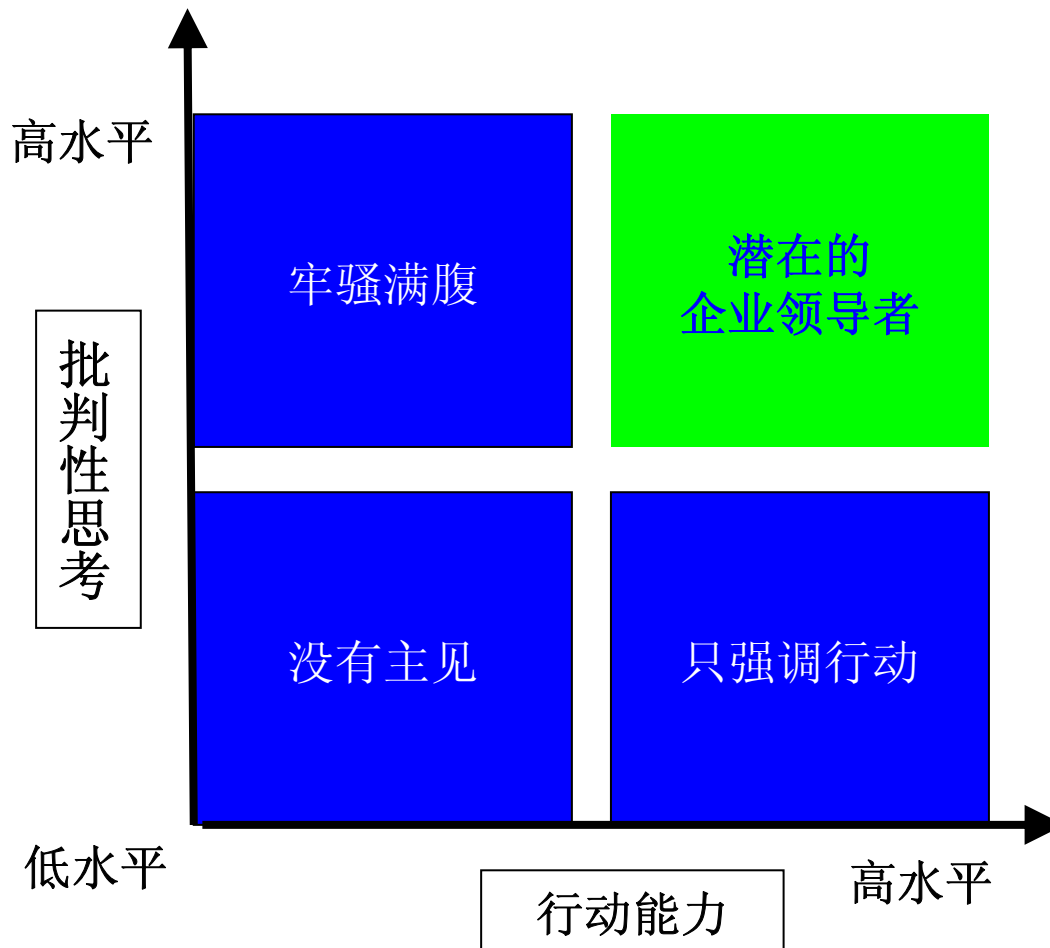 高水平
牢骚满腹
潜在的
企业领导者
批判性思考
没有主见
只强调行动
低水平
高水平
行动能力